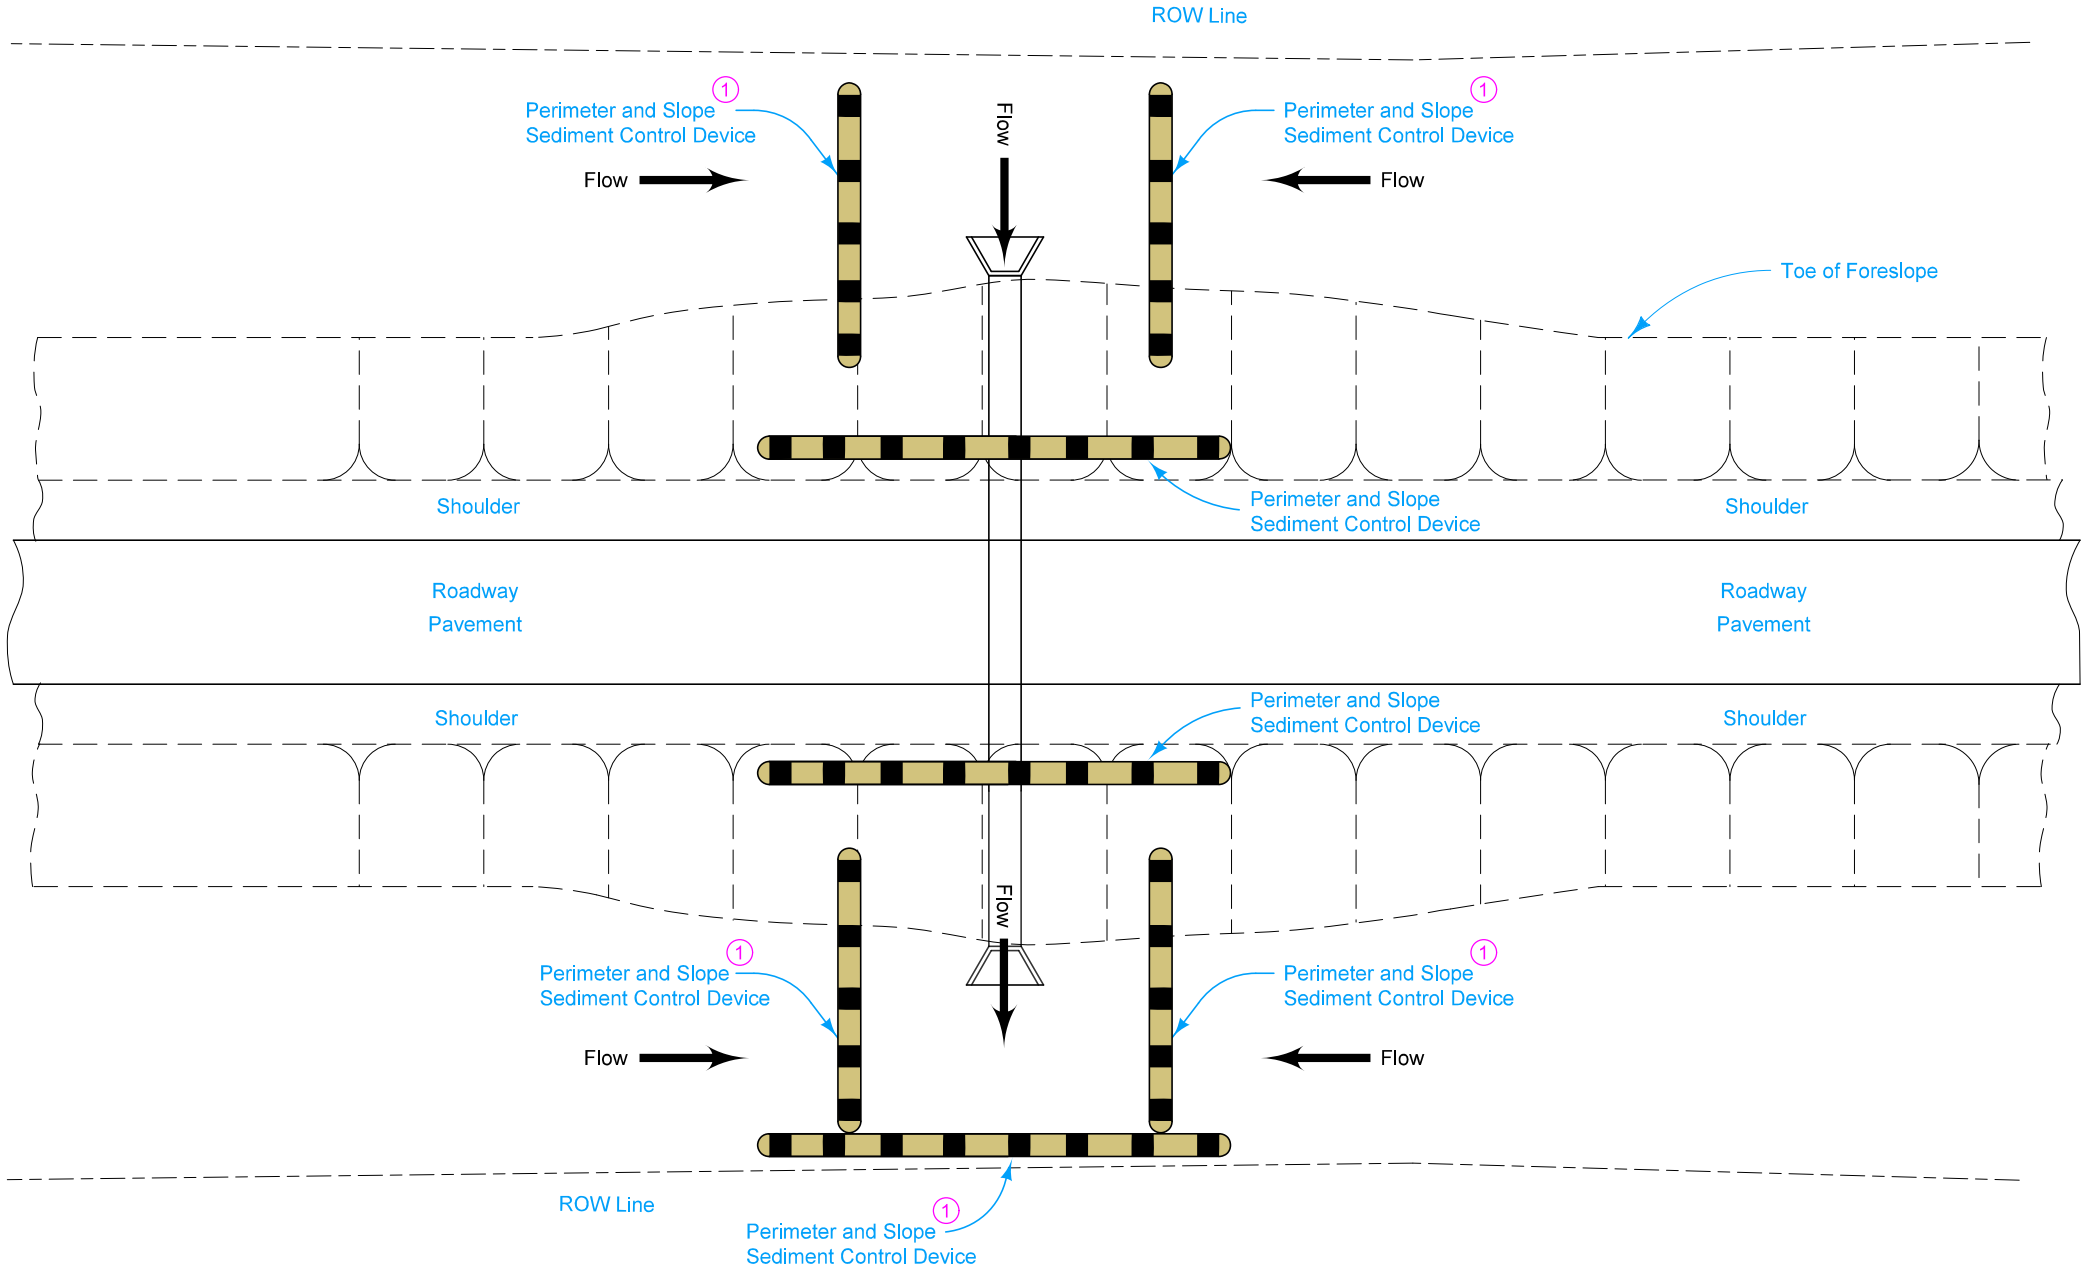 ROW Line
1
1
Perimeter and Slope
Sediment Control Device
Flow
Perimeter and Slope
Sediment Control Device
Flow
Flow
Toe of Foreslope
Shoulder
Perimeter and Slope
Sediment Control Device
Shoulder
Roadway
Pavement
Roadway
Pavement
Shoulder
Perimeter and Slope
Sediment Control Device
Shoulder
Flow
1
1
Perimeter and Slope
Sediment Control Device
Perimeter and Slope
Sediment Control Device
Flow
Flow
ROW Line
1
Perimeter and Slope
Sediment Control Device